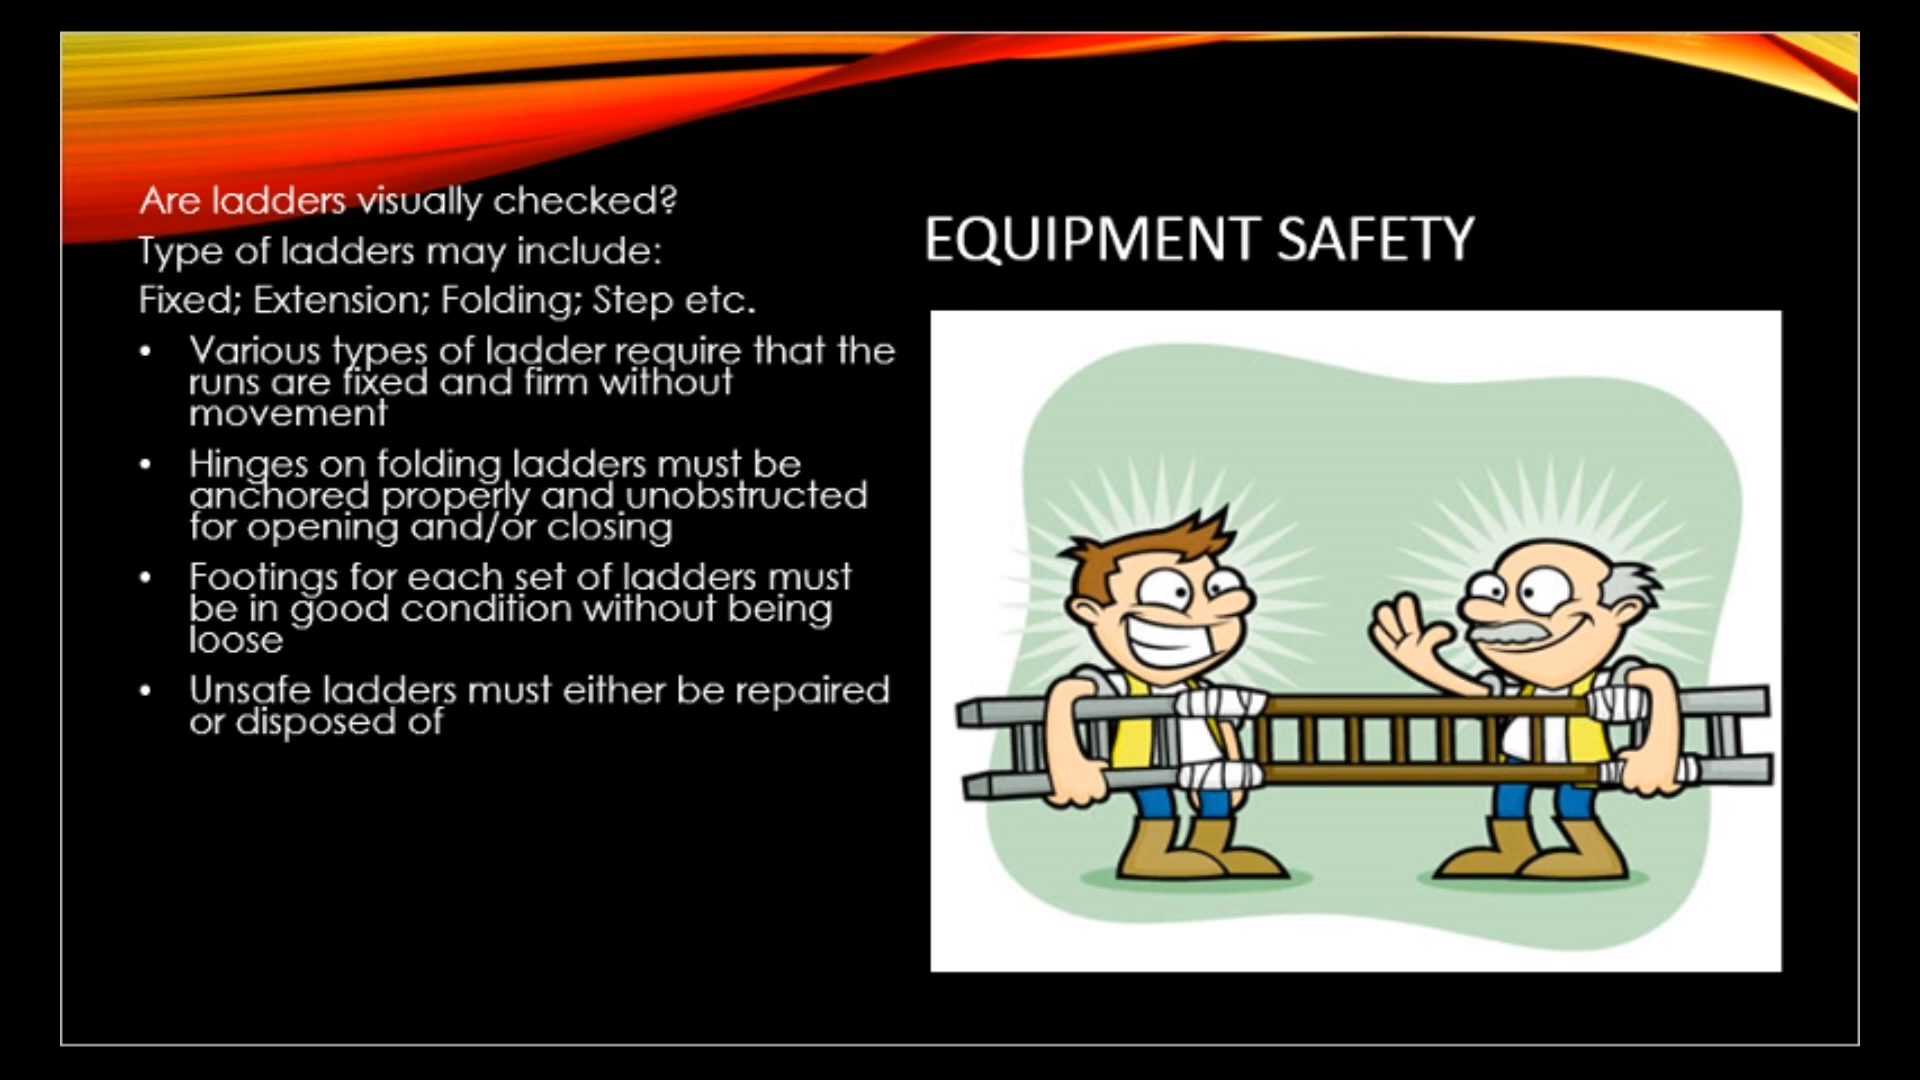 Are ladders visually checked?
Type of ladders may include:
Fixed; Extension; Folding; Step etc.
• Various types of ladder require that the
runs are fixed and firm without
movement
• Hinges on folding ladders must be
anchored properly and unobstructed
for opening and/or closing
• Footings for each set of ladders must
be in good condition without being
loose
• Unsafe ladders must either be repaired
or disposed of
EQUIPMENT SAFETY